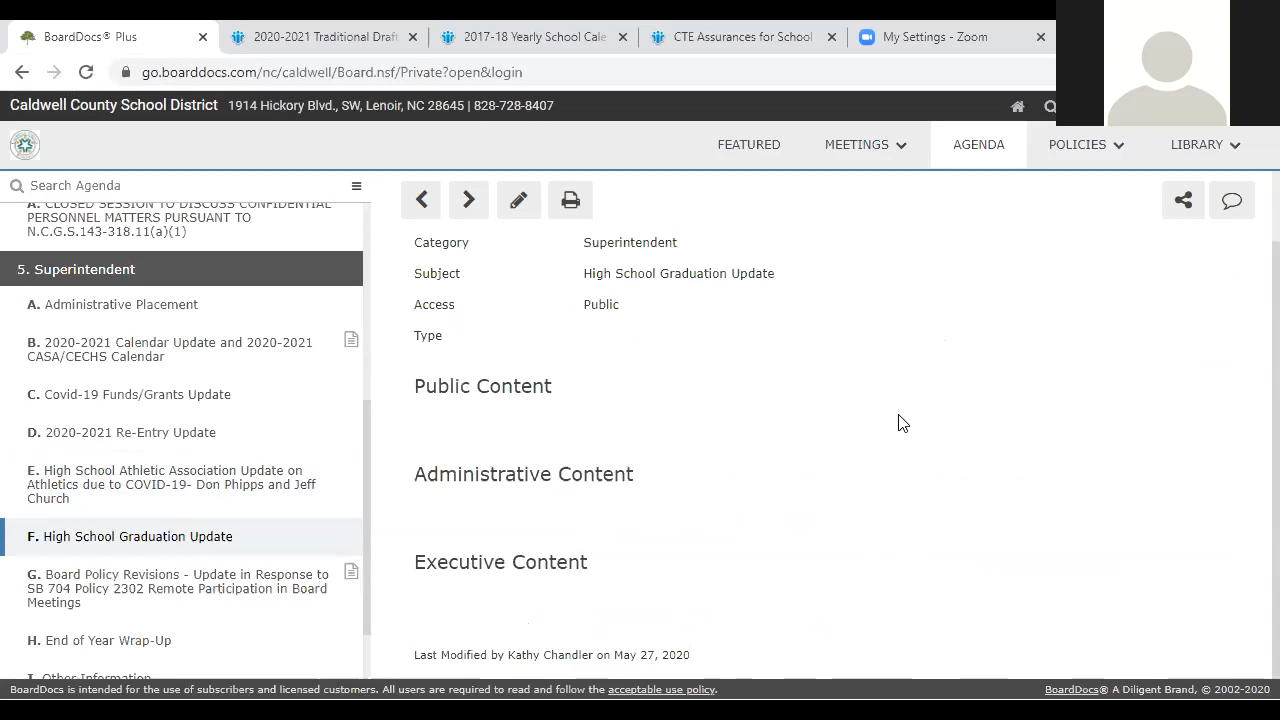 BoardDocs® Plus
2020-2021 Traditional Draft
2017-18 Yearly School Cale
CTE Assurances for School
My Settings - Zoom
go.boarddocs.com/nc/caldwell/Board.nsf/Private?open&login
Caldwell County School District 1914 Hickory Blvd., SW, Lenoir, NC 28645 | 828-728-8407
FEATURED MEETINGS AGENDA POLICIES LIBRARY
Search Agenda
A. CLOSED SESSION TO DISCUSS CONFIDENTIAL
PERSONNEL MATTERS PURSUANT TO
N.C.G.S.143-318.11(a)(1)
5. Superintendent
A. Administrative Placement
B. 2020-2021 Calendar Update and 2020-2021
CASA/CECHS Calendar
C. Covid-19 Funds/Grants Update
D. 2020-2021 Re-Entry Update
E. High School Athletic Association Update on
Athletics due to COVID-19- Don Phipps and Jeff
Church
F. High School Graduation Update
G. Board Policy Revisions - Update in Response to
SB 704 Policy 2302 Remote Participation in Board
Meetings
H. End of Year Wrap-Up
I. Other Information
Category Superintendent
Subject High School Graduation Update
Access Public
Type
Public Content
Administrative Content
Executive Content
Last Modified by Kathy Chandler on May 27, 2020
BoardDocs is intended for the use of subscribers and licensed customers. All users are required to read and follow the acceptable use policy.
BoardDocs® A Diligent Brand, © 2002-2020